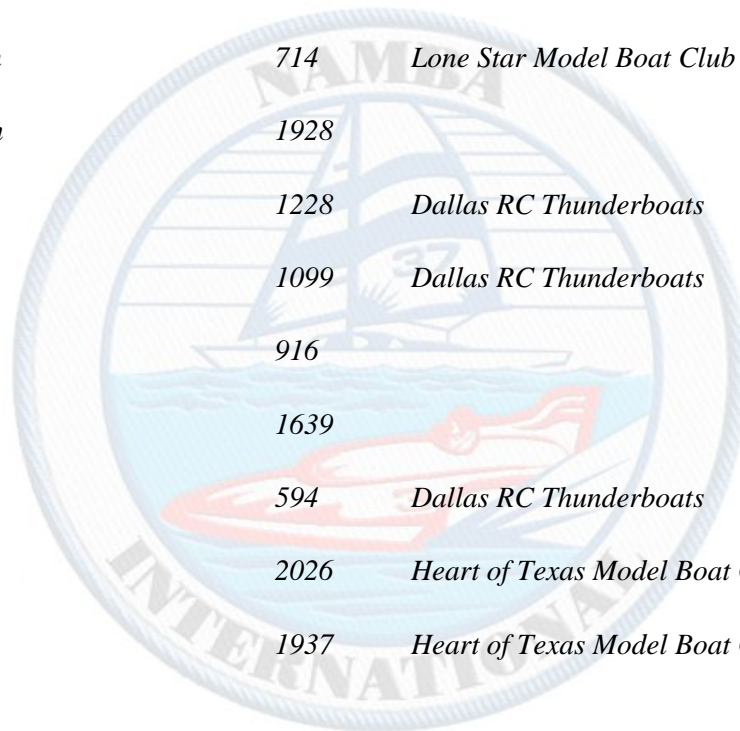 714 Lone Star Model Boat Club
1928
1228 Dallas RC Thunderboats
1099 Dallas RC Thunderboats
916
1639
594 Dallas RC Thunderboats
2026 Heart of Texas Model Boat
1937 Heart of Texas Model Boat
NAMBA
37
INTERNATIONAL